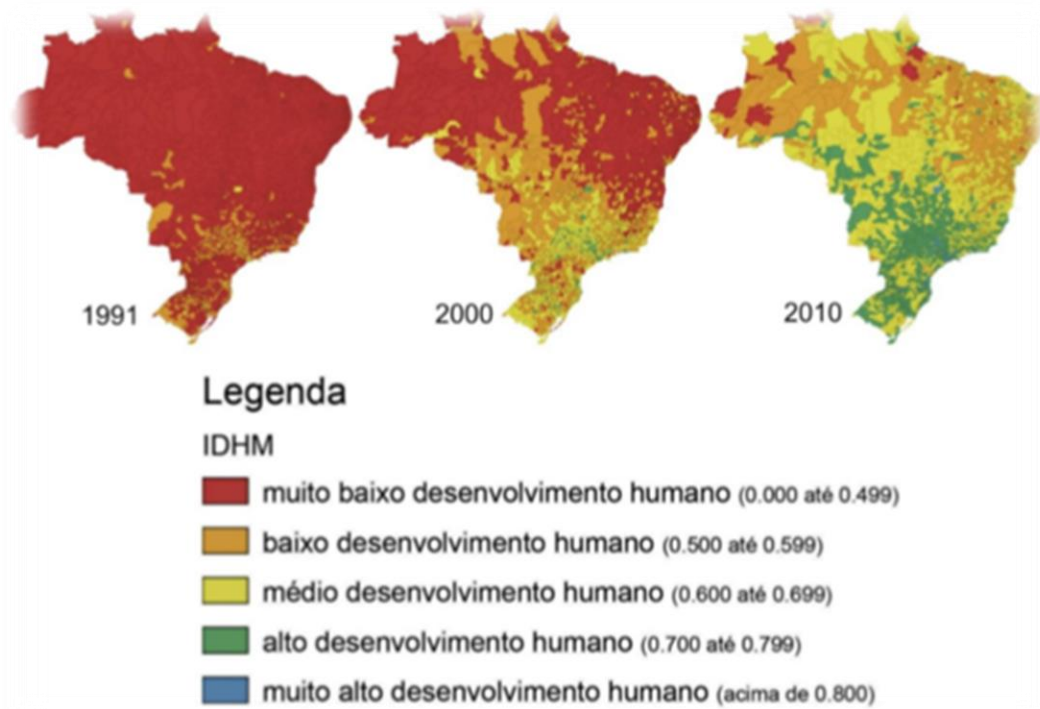 1991
2000
2010
Legenda
IDHM
muito baixo desenvolvimento humano (0.000 até 0.499)
baixo desenvolvimento humano (0.500 até 0.599)
médio desenvolvimento humano (0.600 até 0.699)
alto desenvolvimento humano (0.700 até 0.799)
muito alto desenvolvimento humano (acima de 0.800)